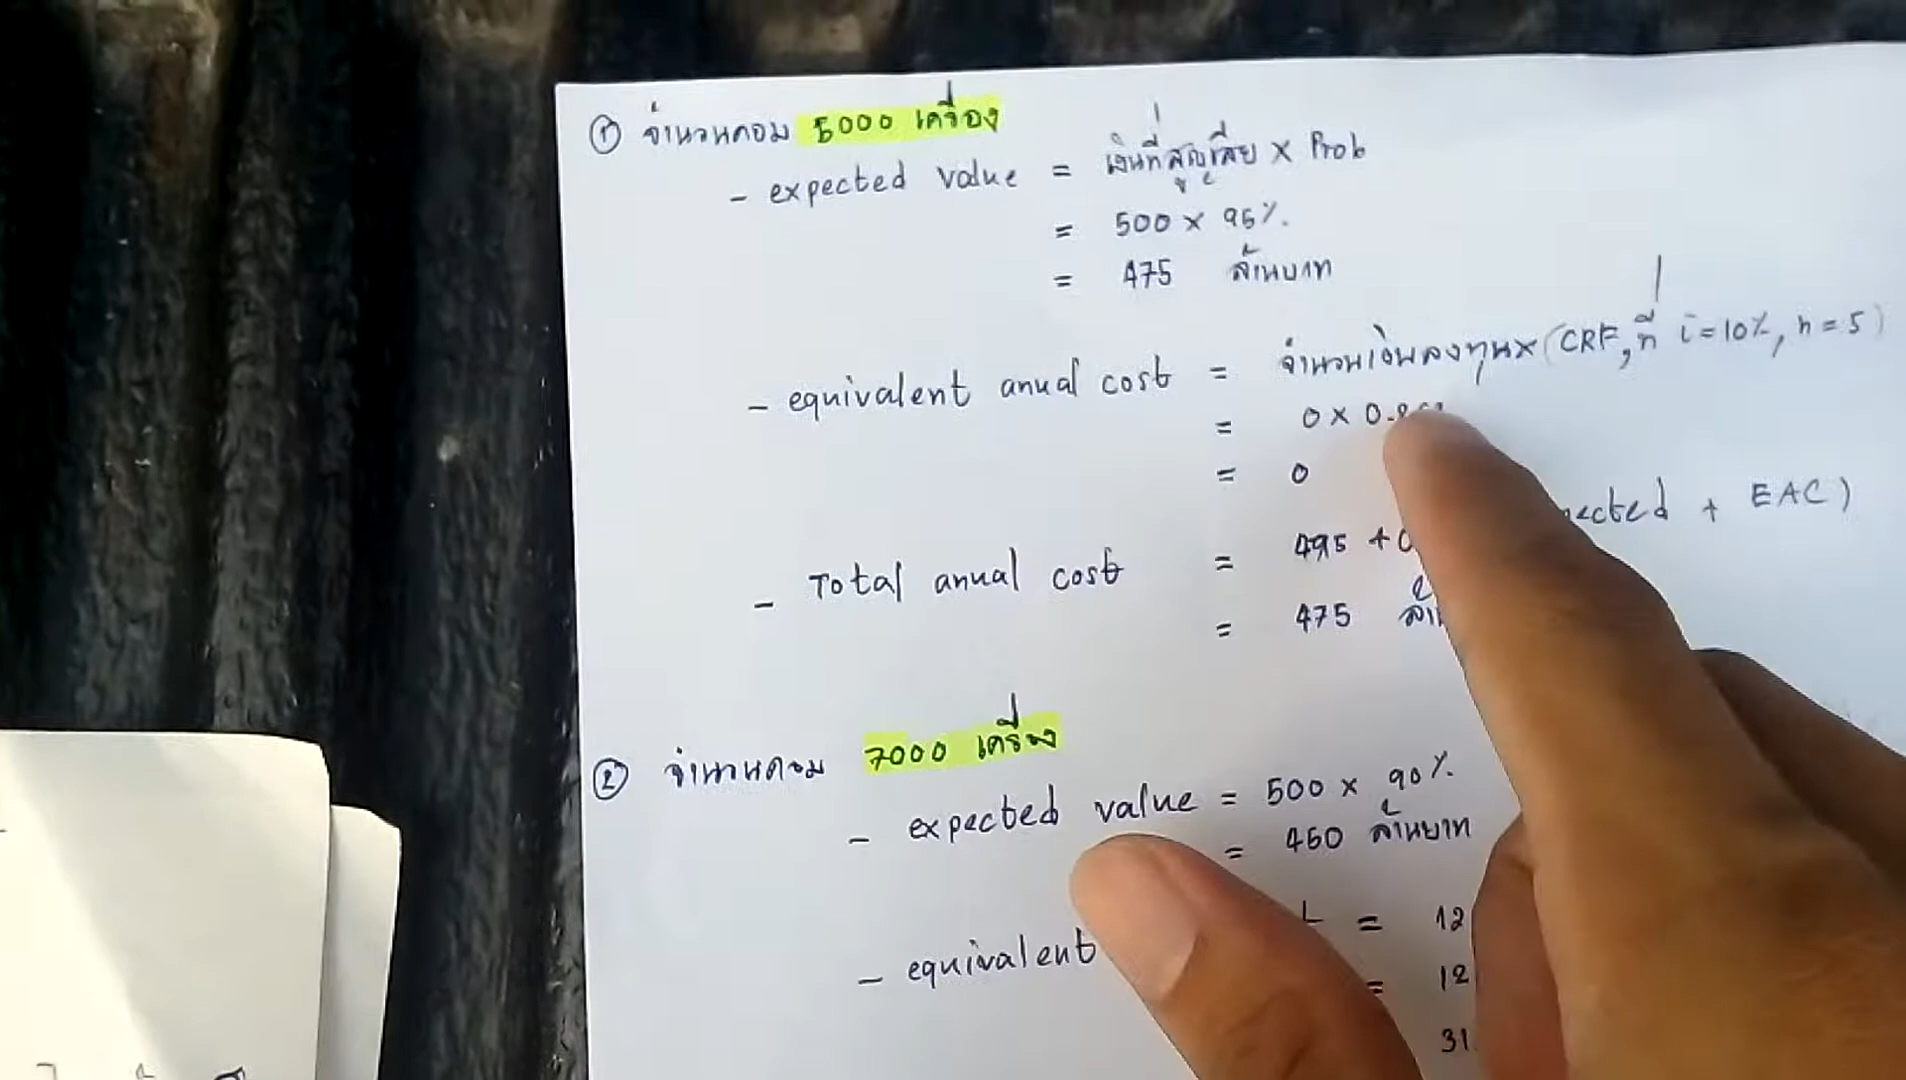 ① จำนวนคอม 5000 เครื่อง
- expected value = เงินที่สูญเสีย × Prob
= 500 × 95%.
= 475 ล้านบาท
- equivalent anual cost = จำนวนเงินลงทุน× (CRF, ที่ i=10%, n=5)
= 0 × 0.
= 0
- Total anual cost = 495 + EAC)
= 475
② จำนวนคอม 7000 เครื่อง
- expected value = 500 × 90%.
= 450 ล้านบาท
- equivalent = 12
= 12
31